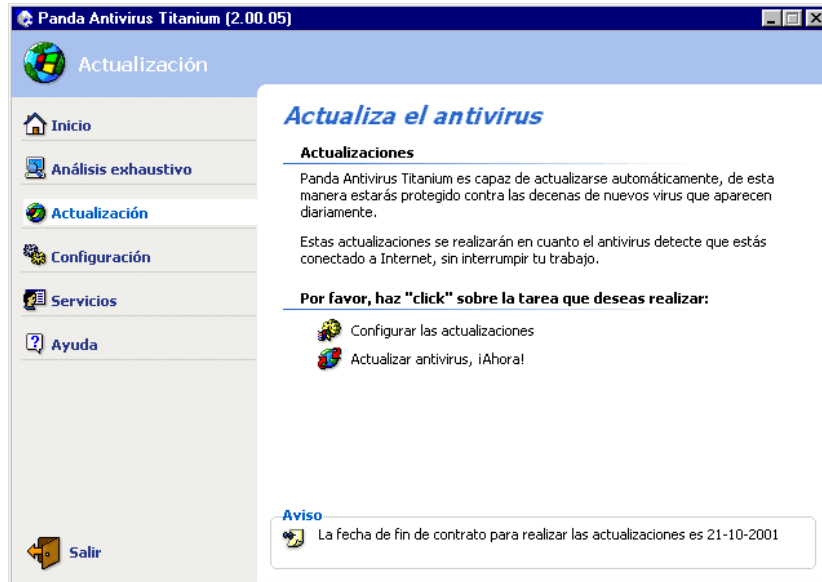 Panda Antivirus Titanium (2.00.05)
Actualización
Inicio
Análisis exhaustivo
Actualización
Configuración
Servicios
Ayuda
Salir
Actualiza el antivirus
Actualizaciones
Panda Antivirus Titanium es capaz de actualizarse automáticamente, de esta
manera estarás protegido contra las decenas de nuevos virus que aparecen
diariamente.
Estas actualizaciones se realizarán en cuanto el antivirus detecte que estás
conectado a Internet, sin interrumpir tu trabajo.
Por favor, haz "click" sobre la tarea que deseas realizar:
Configurar las actualizaciones
Actualizar antivirus, ¡Ahora!
Aviso
La fecha de fin de contrato para realizar las actualizaciones es 21-10-2001